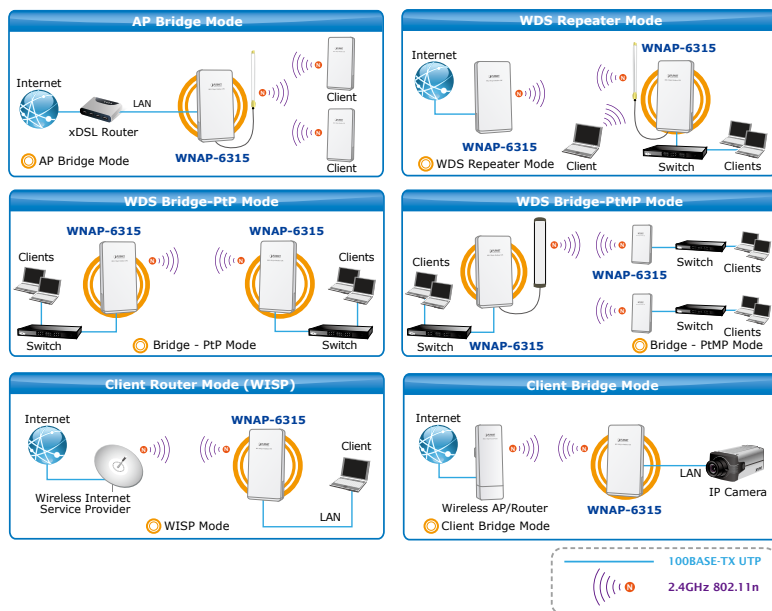 AP Bridge Mode
Internet
LAN
xDSL Router
WNAP-6315
Client
Client
AP Bridge Mode
WDS Repeater Mode
Internet
WNAP-6315
WNAP-6315
Client
Switch
Clients
WDS Repeater Mode
WDS Bridge-PtP Mode
WNAP-6315
WNAP-6315
Clients
Clients
Switch
Switch
Bridge - PtP Mode
WDS Bridge-PtMP Mode
Clients
Switch
WNAP-6315
WNAP-6315
Switch
Clients
Switch
Clients
Bridge - PtMP Mode
Client Router Mode (WISP)
Internet
WNAP-6315
Client
Wireless Internet
Service Provider
LAN
WISP Mode
Client Bridge Mode
Internet
Wireless AP/Router
WNAP-6315
LAN
IP Camera
Client Bridge Mode
100BASE-TX UTP
N
2.4GHz 802.11n